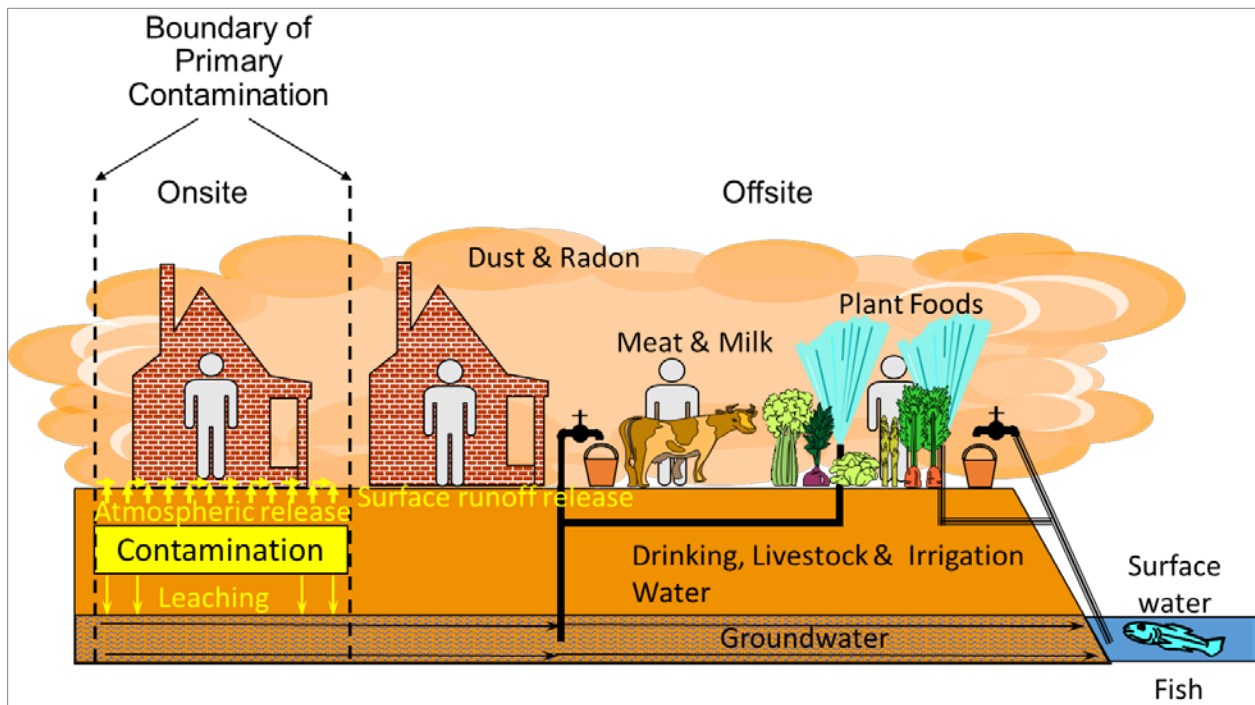 Boundary of
Primary
Contamination
Onsite
Offsite
Dust & Radon
Plant Foods
Meat & Milk
Surface runoff release
Atmospheric release
Contamination
Drinking, Livestock & Irrigation
Water
Leaching
Surface
water
Groundwater
Fish